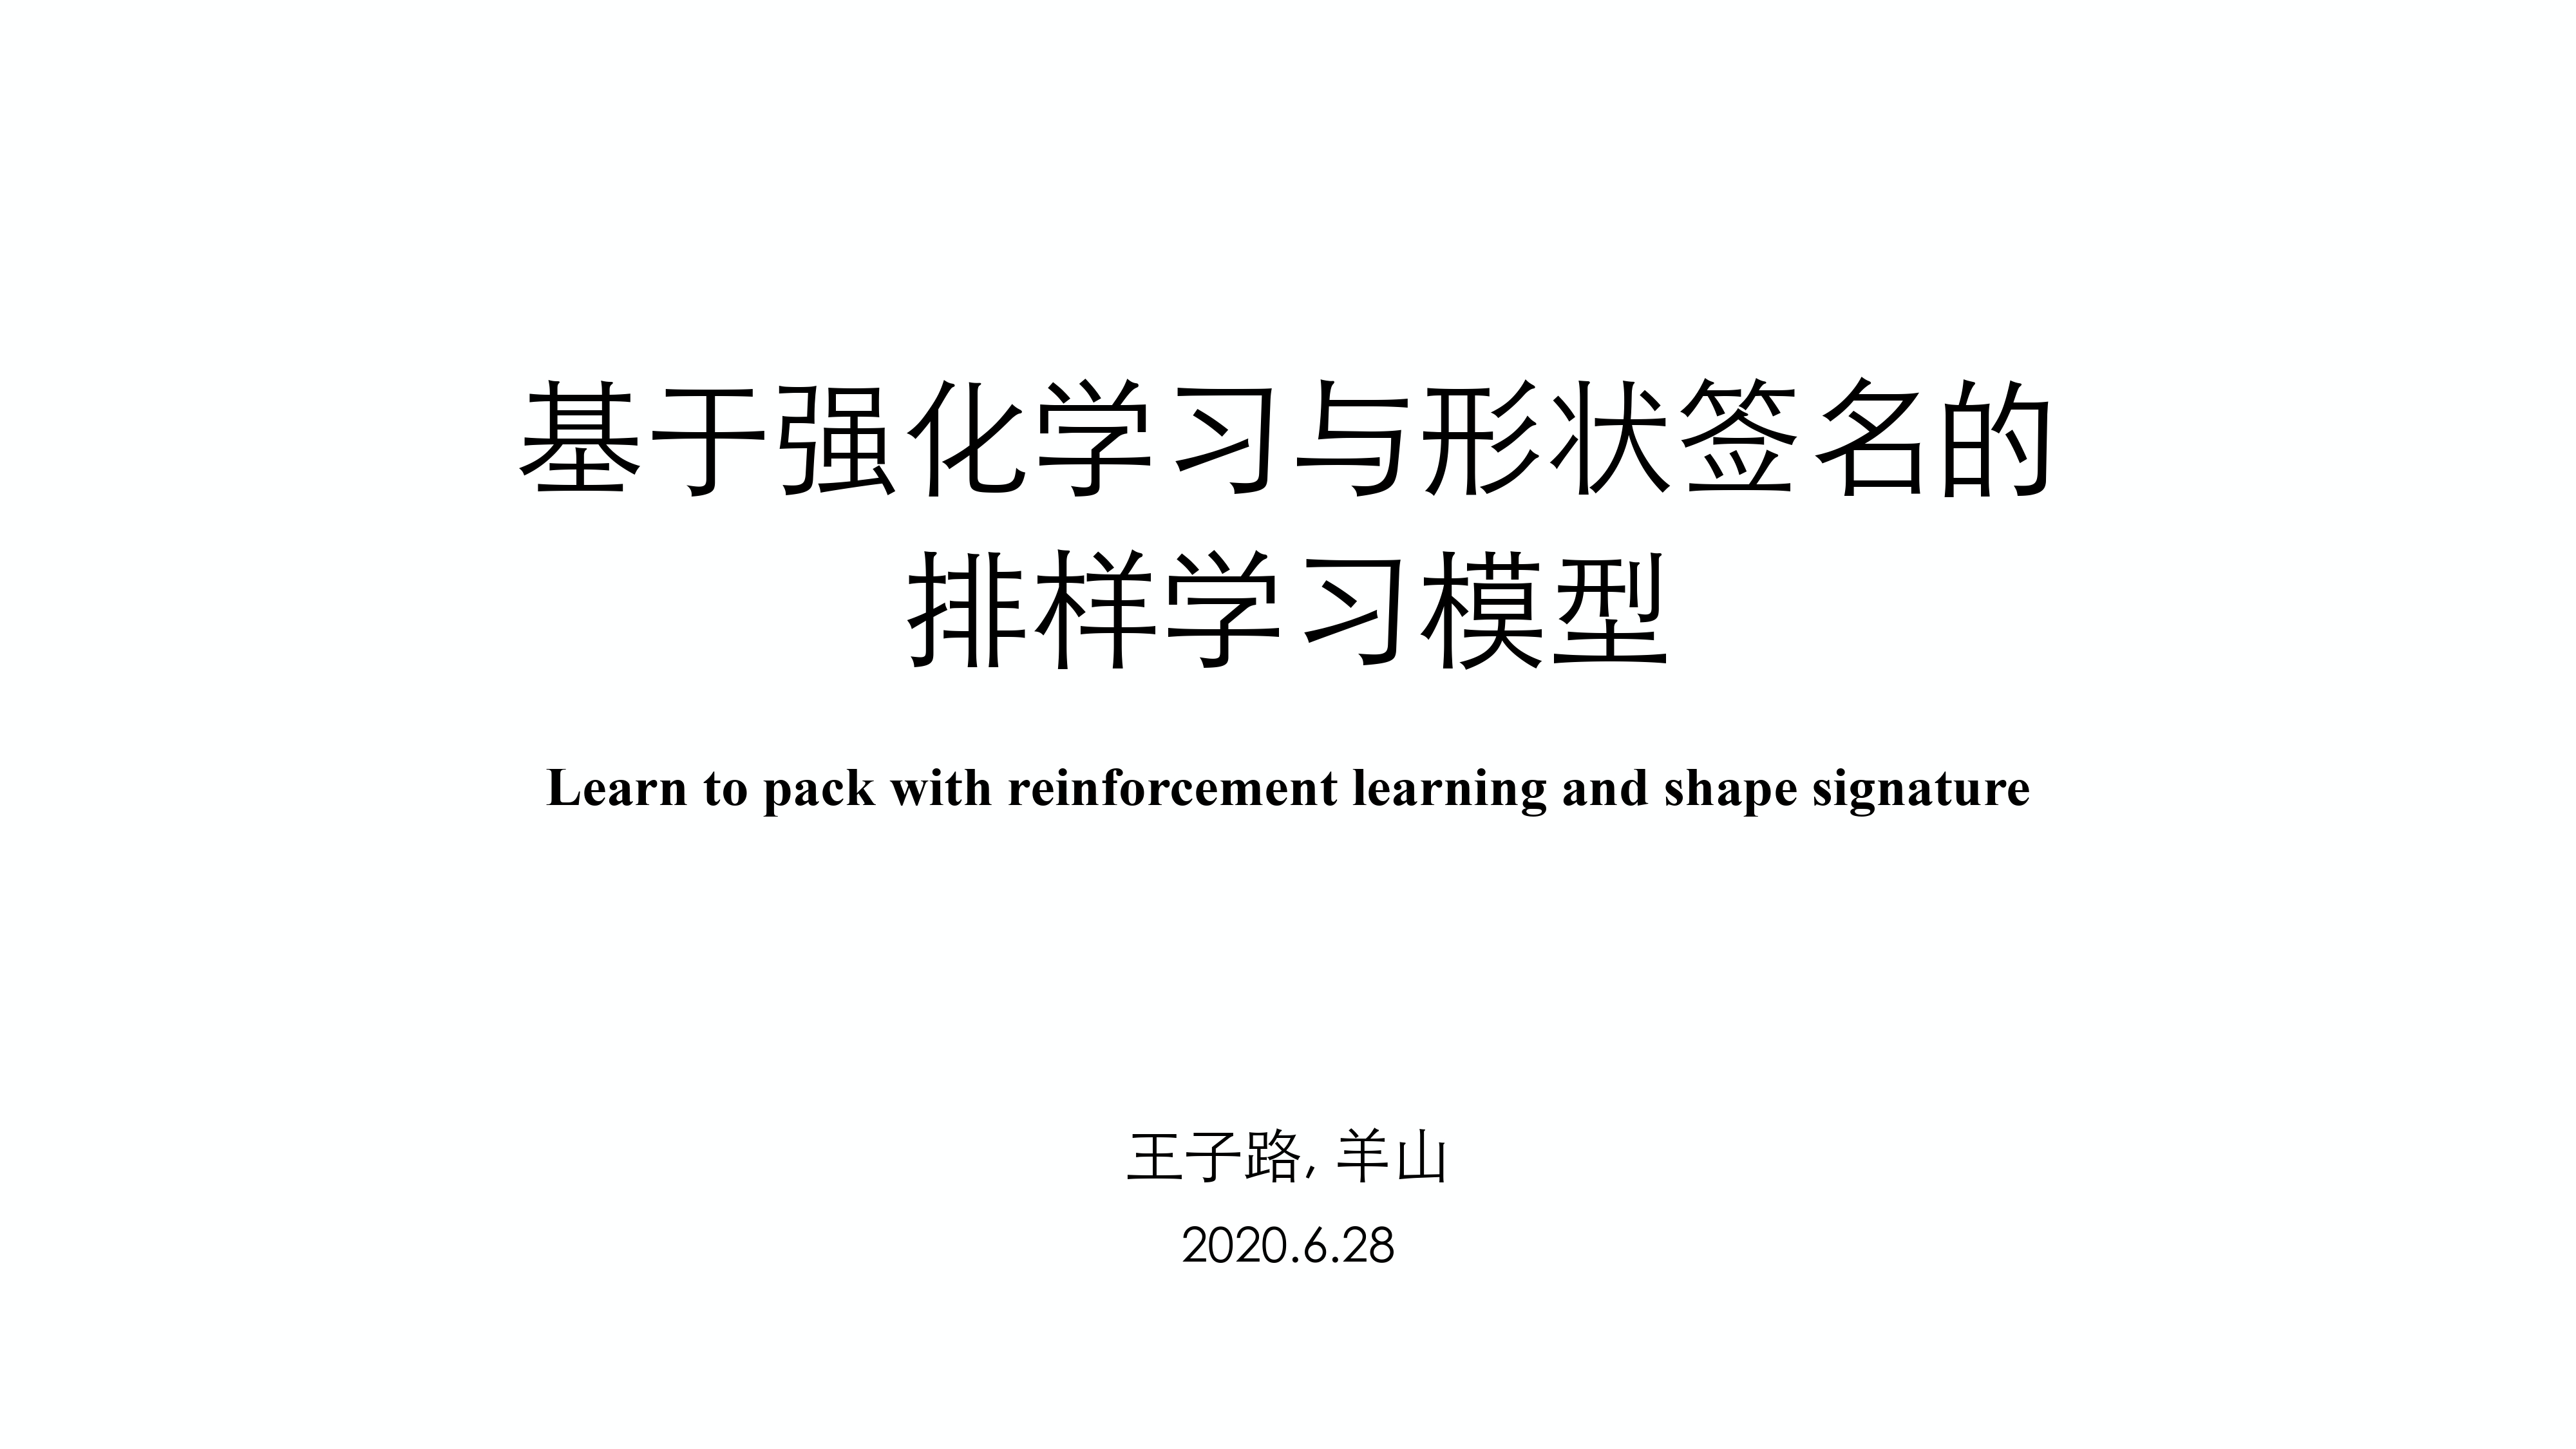 基于强化学习与形状签名的
排样学习模型
Learn to pack with reinforcement learning and shape signature
王子路, 羊山
2020.6.28